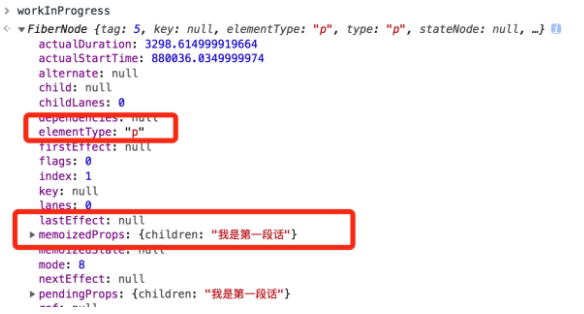 workInProgress
FiberNode {tag: 5, key: null, elementType: "p", type: "p", stateNode: null, …}
actualDuration: 3298.614999919664
actualStartTime: 880036.0349999974
alternate: null
child: null
childLanes: 0
dependencies: null
elementType: "p"
firstEffect: null
flags: 0
index: 1
key: null
lanes: 0
lastEffect: null
memoizedProps: {children: "我是第一段话"}
memoizedState: null
mode: 8
nextEffect: null
pendingProps: {children: "我是第一段话"}
ref: null